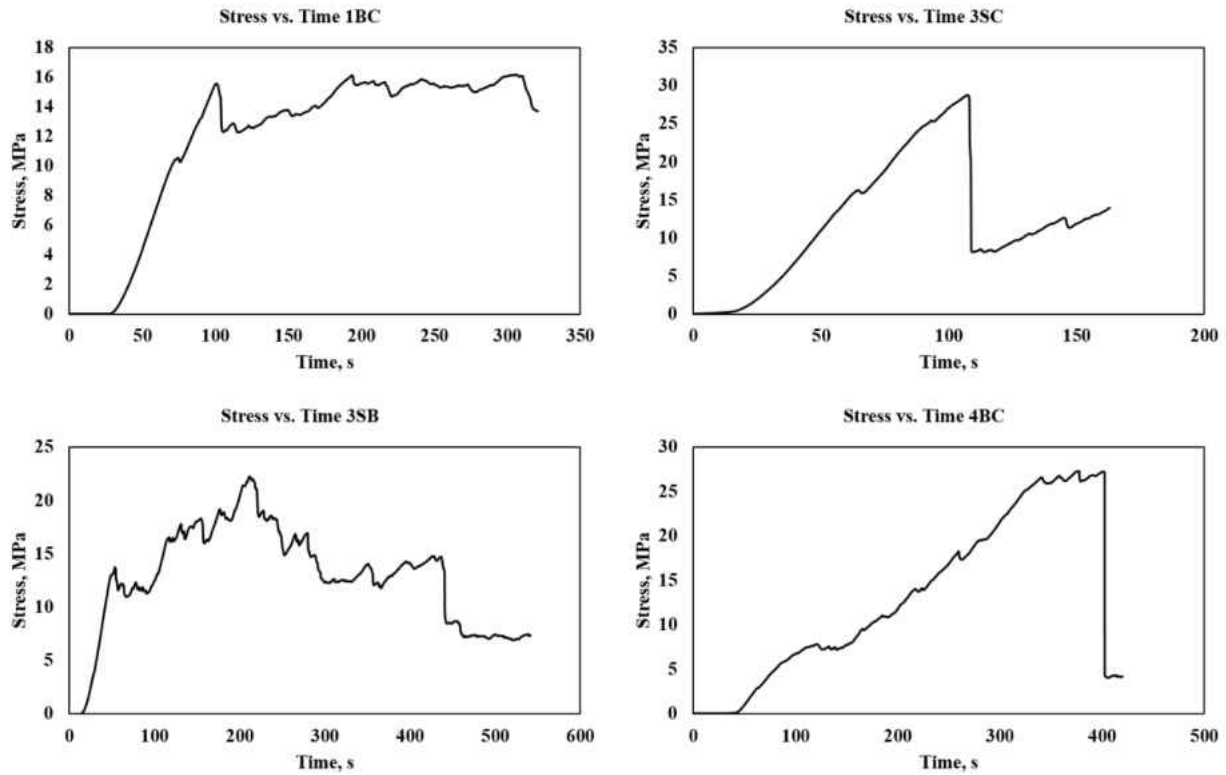 Stress vs. Time 1BC
18
16
14
12
10
8
6
4
2
0
Stress, MPa
0 50 100 150 200 250 300 350
Time, s
Stress vs. Time 3SC
35
30
25
20
15
10
5
0
Stress, MPa
0 50 100 150 200
Time, s
Stress vs. Time 3SB
25
20
15
10
5
0
Stress, MPa
0 100 200 300 400 500 600
Time, s
Stress vs. Time 4BC
30
25
20
15
10
5
0
Stress, MPa
0 100 200 300 400 500
Time, s